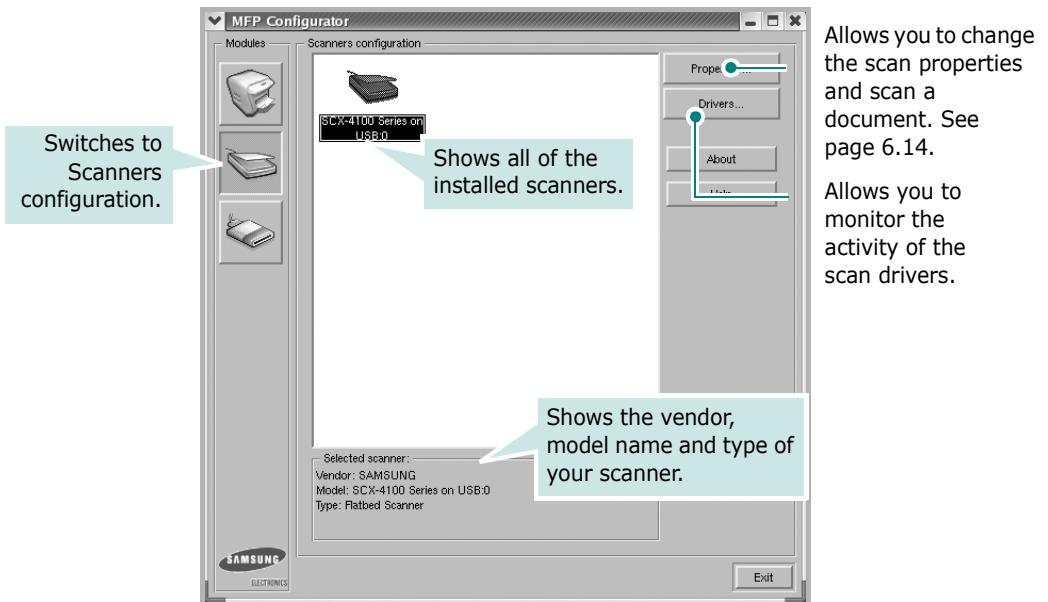 MFP Configurator
Modules
Scanners configuration
SCX-4100 Series on
USB:0
Drivers...
About
Switches to
Scanners
configuration.
Shows all of the
installed scanners.
Allows you to change
the scan properties
and scan a
document. See
page 6.14.
Allows you to
monitor the
activity of the
scan drivers.
Shows the vendor,
model name and type of
your scanner.
Selected scanner:
Vendor: SAMSUNG
Model: SCX-4100 Series on USB:0
Type: Flatbed Scanner
SAMSUNG
ELECTRONICS
Exit